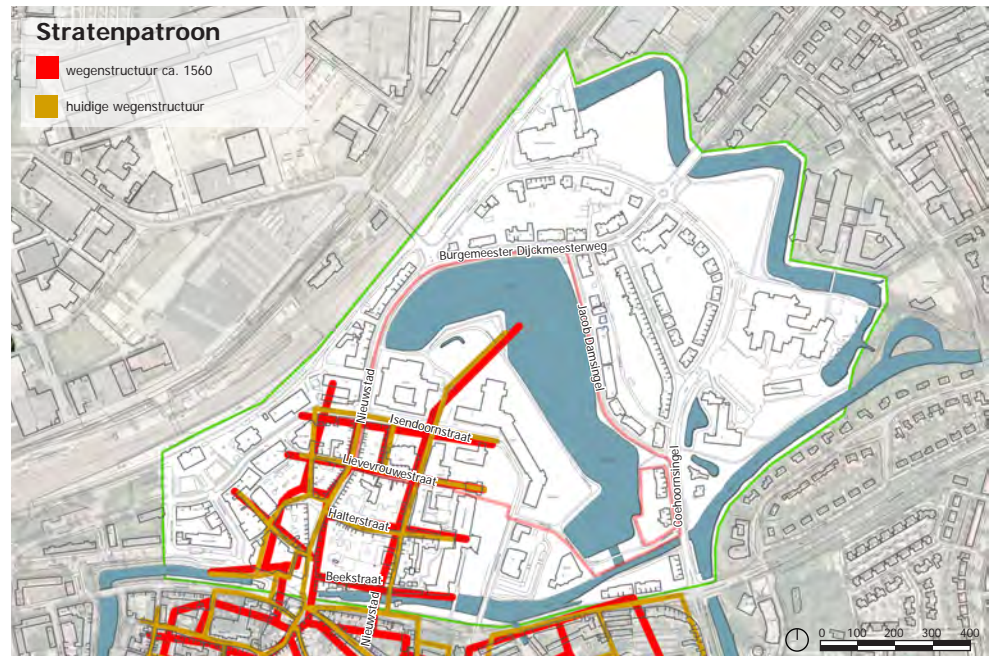 Stratenpatroon
wegenstructuur ca. 1560
huidige wegenstructuur
Burgemeester Dijckmeesterweg
Jacob Damsingel
Nieuwstad
Isendoornstraat
Lievevrouwestraat
Coehoornsingel
Halterstraat
Beekstraat
Nieuwstad
0 100 200 300 400